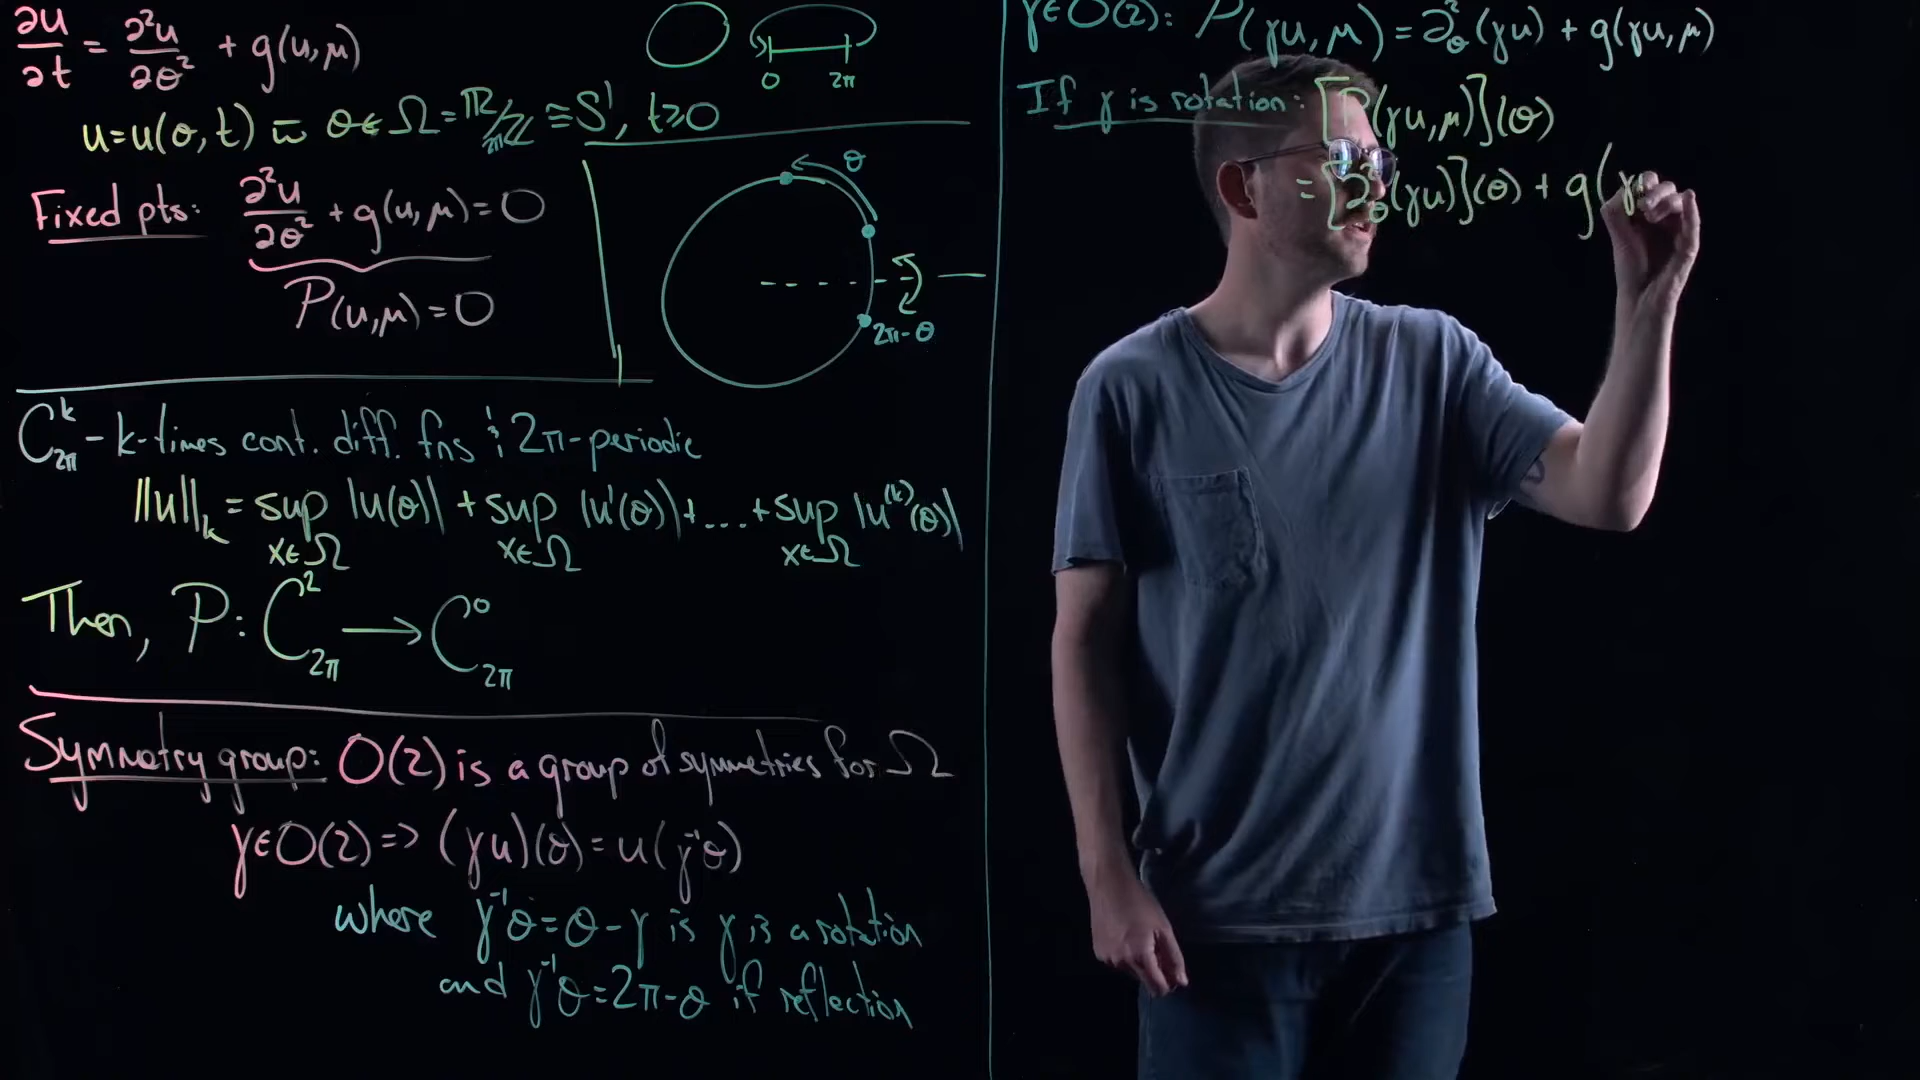 ∂u/∂t = ∂²u/∂θ² + g(u,μ)
0 2π
u=u(θ,t) w θ∈Ω=ℝ/2πℤ≅S¹, t≥0
Fixed pts: ∂²u/∂θ² + g(u,μ)=0
P(u,μ)=0
θ
2π-θ
C^k_2π - k-times cont. diff. fns & 2π-periodic
||u||_k = sup_{x∈Ω} |u(θ)| + sup_{x∈Ω} |u'(θ)| + .... + sup_{x∈Ω} |u^(k)(θ)|
Then, P: C²_2π → C⁰_2π
Symmetry group: O(2) is a group of symmetries for Ω
γ∈O(2) => (γu)(θ)=u(γ⁻¹θ)
where γ⁻¹θ=θ-γ is γ is a rotation
and γ⁻¹θ=2π-θ if reflection
γ∈O(2): P(γu,μ)=∂²_θ(γu) + g(γu,μ)
If γ is rotation: [P(γu,μ)](θ)
= [∂²_θ(γu)](θ) + g(γ